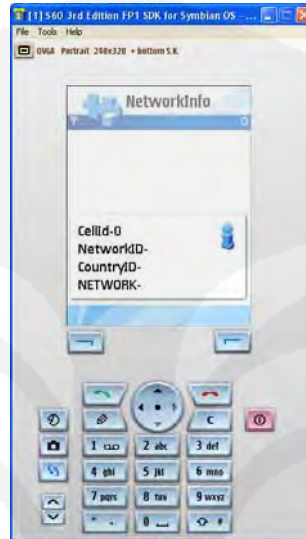 [1] S60 3rd Edition FP1 SDK for Symbian OS - ...
File Tools Help
QVGA Portrait 240x320 + bottom S.K.
NetworkInfo
CellId-0
NetworkID-
CountryID-
NETWORK-
C
1 2 abc 3 def
4 ghi 5 jkl 6 mno
7 pqrs 8 tuv 9 wxyz
* . 0 #